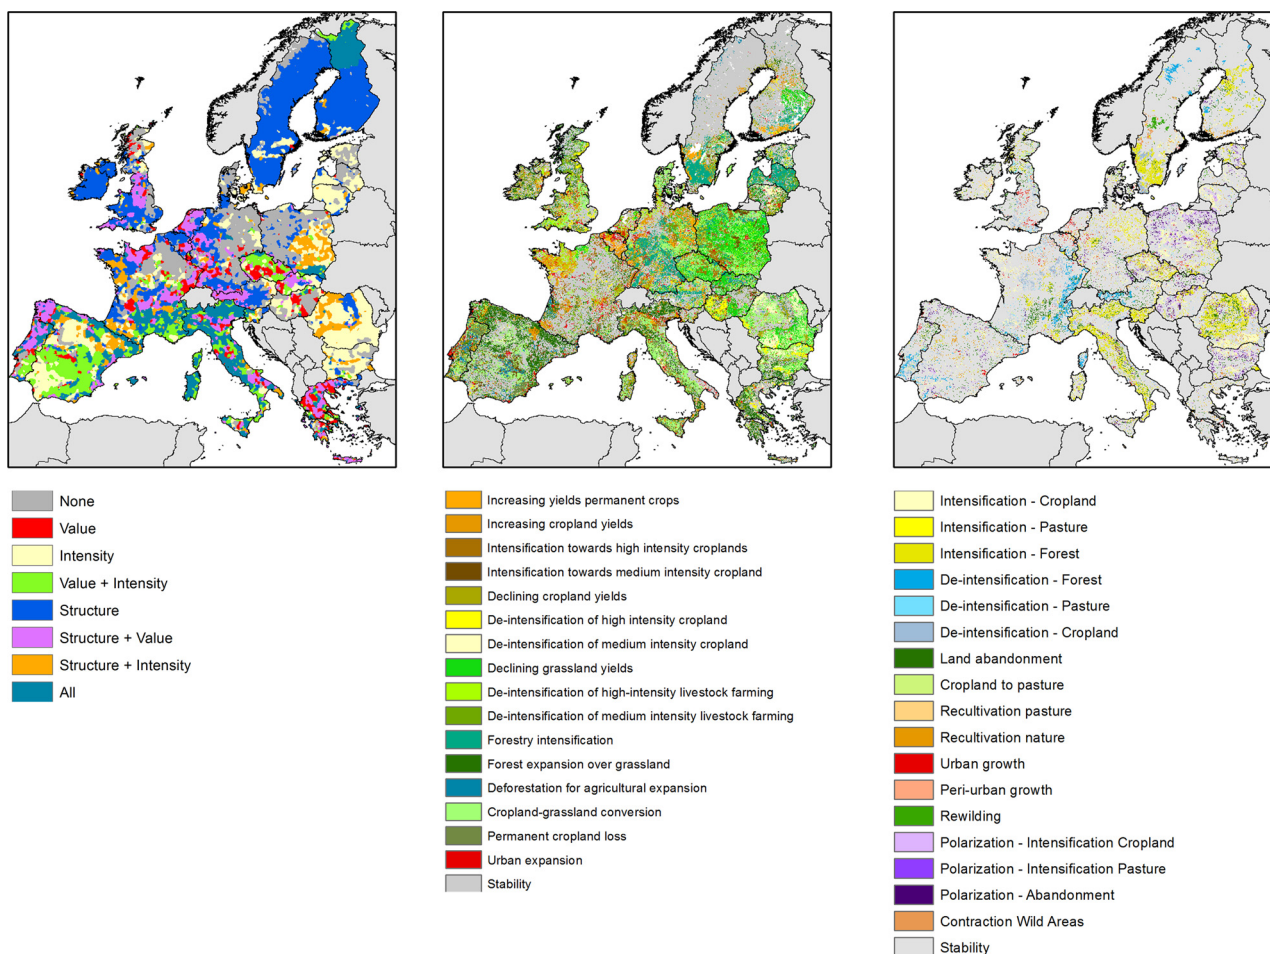 None
Value
Intensity
Value + Intensity
Structure
Structure + Value
Structure + Intensity
All
Increasing yields permanent crops
Increasing cropland yields
Intensification towards high intensity croplands
Intensification towards medium intensity cropland
Declining cropland yields
De-intensification of high intensity cropland
De-intensification of medium intensity cropland
Declining grassland yields
De-intensification of high-intensity livestock farming
De-intensification of medium intensity livestock farming
Forestry intensification
Forest expansion over grassland
Deforestation for agricultural expansion
Cropland-grassland conversion
Permanent cropland loss
Urban expansion
Stability
Intensification - Cropland
Intensification - Pasture
Intensification - Forest
De-intensification - Forest
De-intensification - Pasture
De-intensification - Cropland
Land abandonment
Cropland to pasture
Recultivation pasture
Recultivation nature
Urban growth
Peri-urban growth
Rewilding
Polarization - Intensification Cropland
Polarization - Intensification Pasture
Polarization - Abandonment
Contraction Wild Areas
Stability